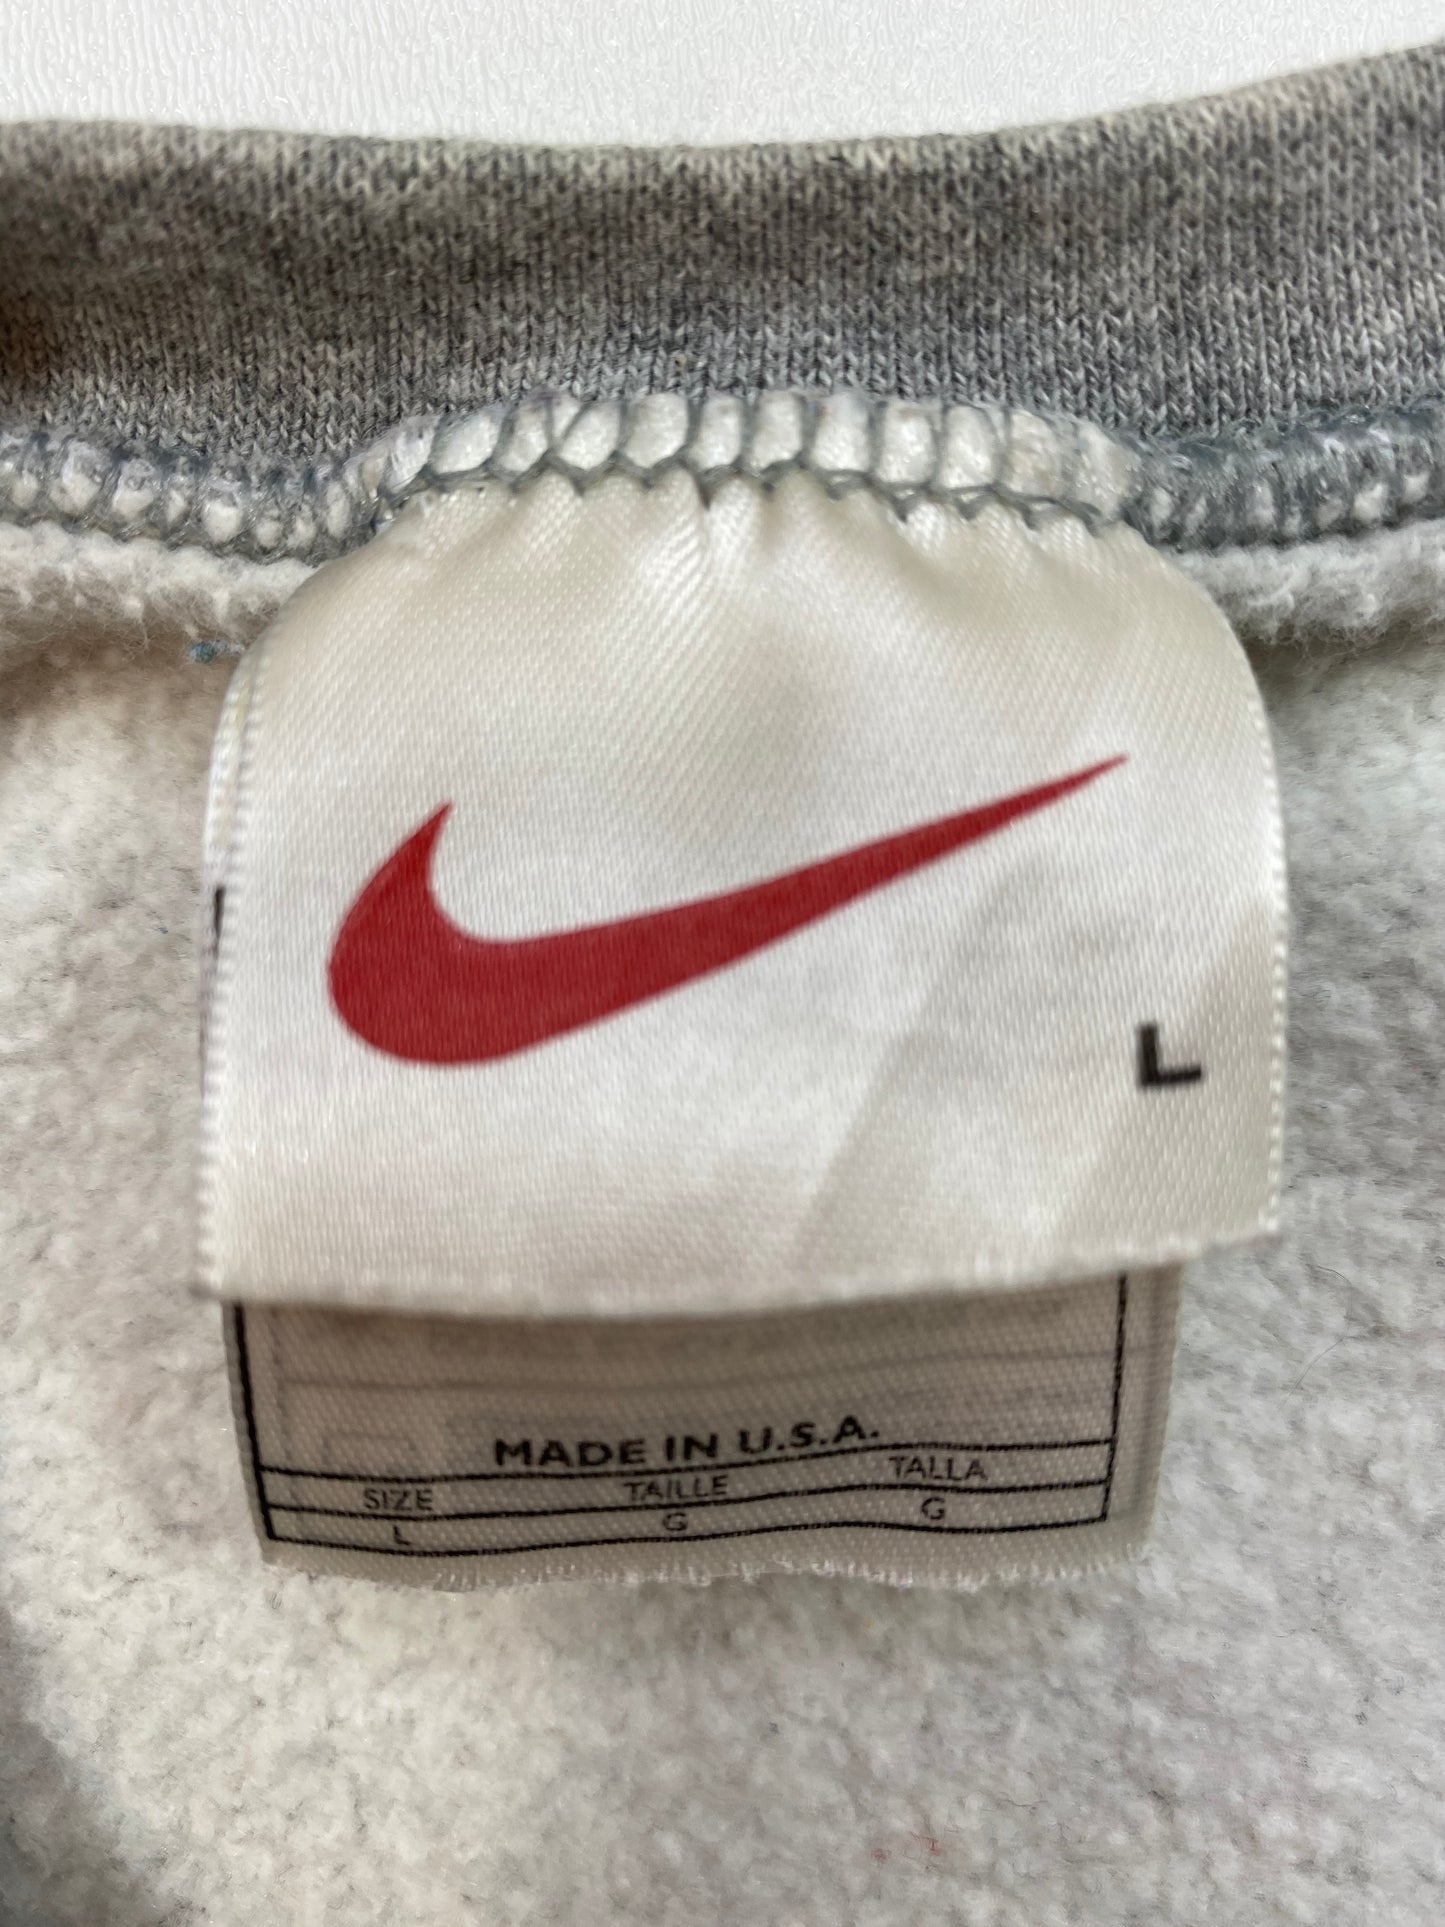 L
MADE IN U.S.A.
SIZE TAILLE TALLA
L G G